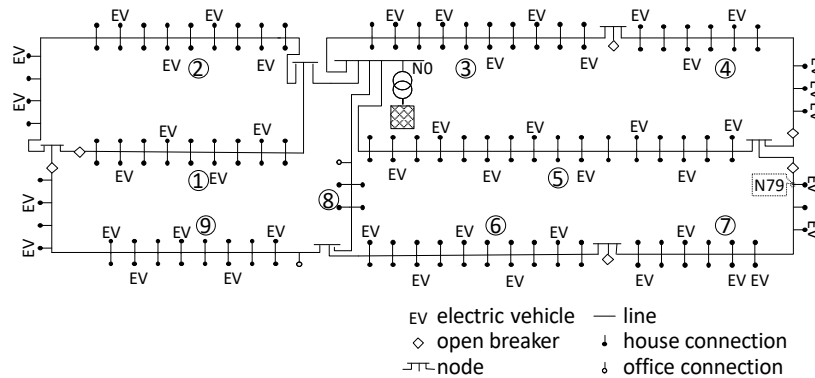 EV EV EV EV EV EV EV
EV
EV
② EV EV
N0
③ EV EV
EV ④
EV
EV
EV
EV
EV EV EV EV EV
EV ① EV
EV EV ⑤ EV EV
N79
EV
EV
⑧
⑨ ⑥ ⑦
EV
EV
EV EV EV EV EV EV EV EV
EV EV EV EV EV EV EV
EV electric vehicle
line
open breaker
house connection
node
office connection